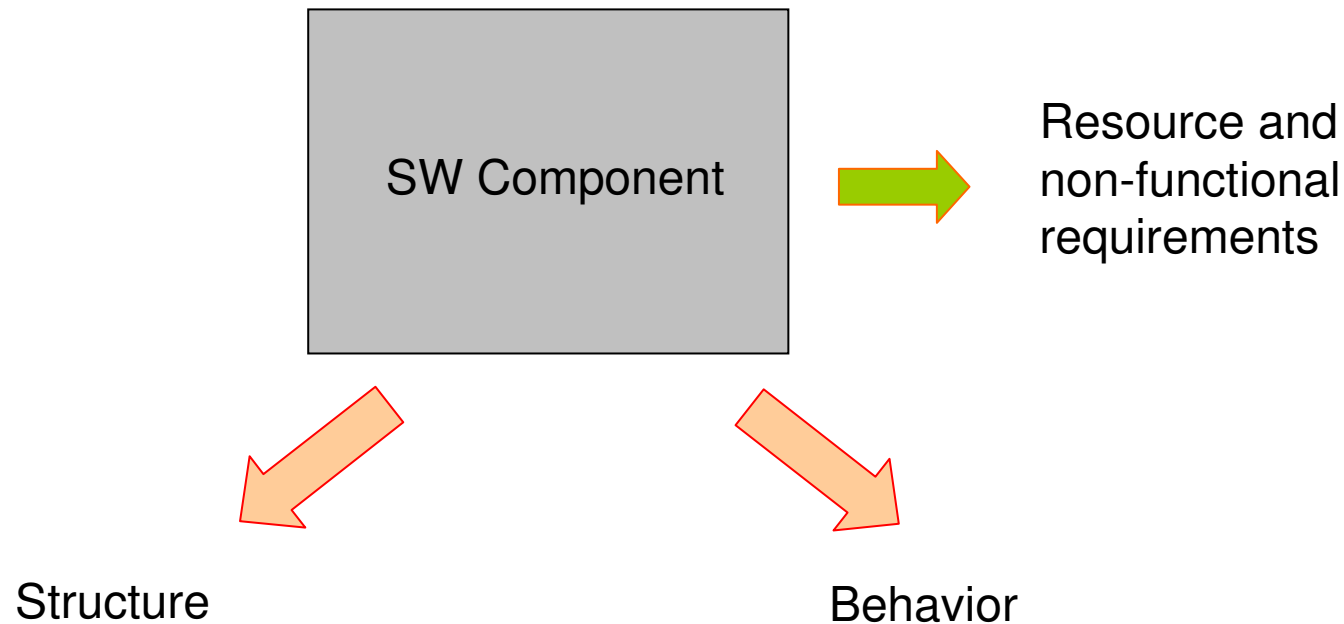 SW Component
Resource and
non-functional
requirements
Structure
Behavior